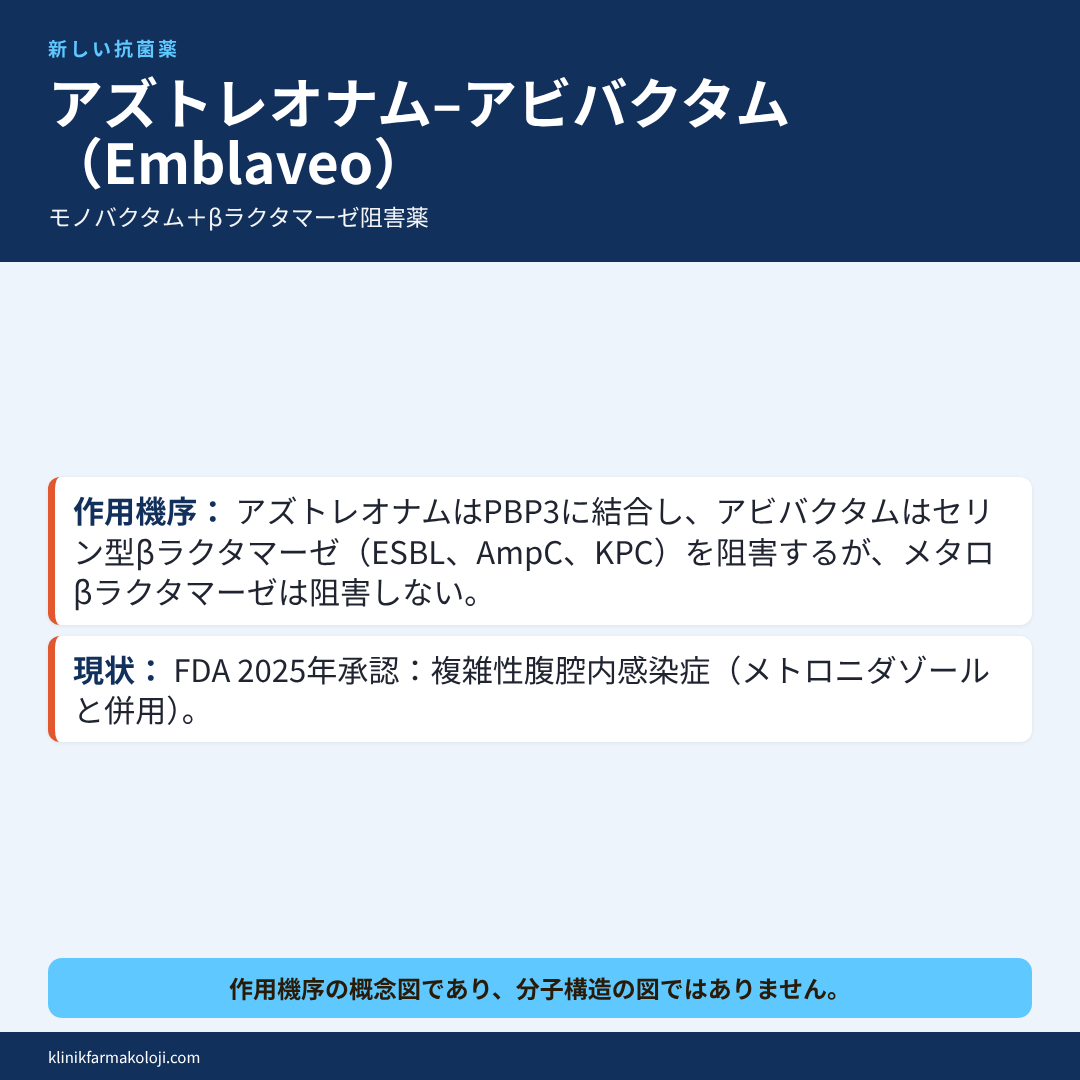 新しい抗菌薬
アズトレオナム–アビバクタム
（Emblaveo）
モノバクタム＋βラクタマーゼ阻害薬
作用機序： アズトレオナムはPBP3に結合し、アビバクタムはセリ
ン型βラクタマーゼ（ESBL、AmpC、KPC）を阻害するが、メタロ
βラクタマーゼは阻害しない。
現状： FDA 2025年承認：複雑性腹腔内感染症（メトロニダゾール
と併用）。
作用機序の概念図であり、分子構造の図ではありません。
klinikfarmakoloji.com